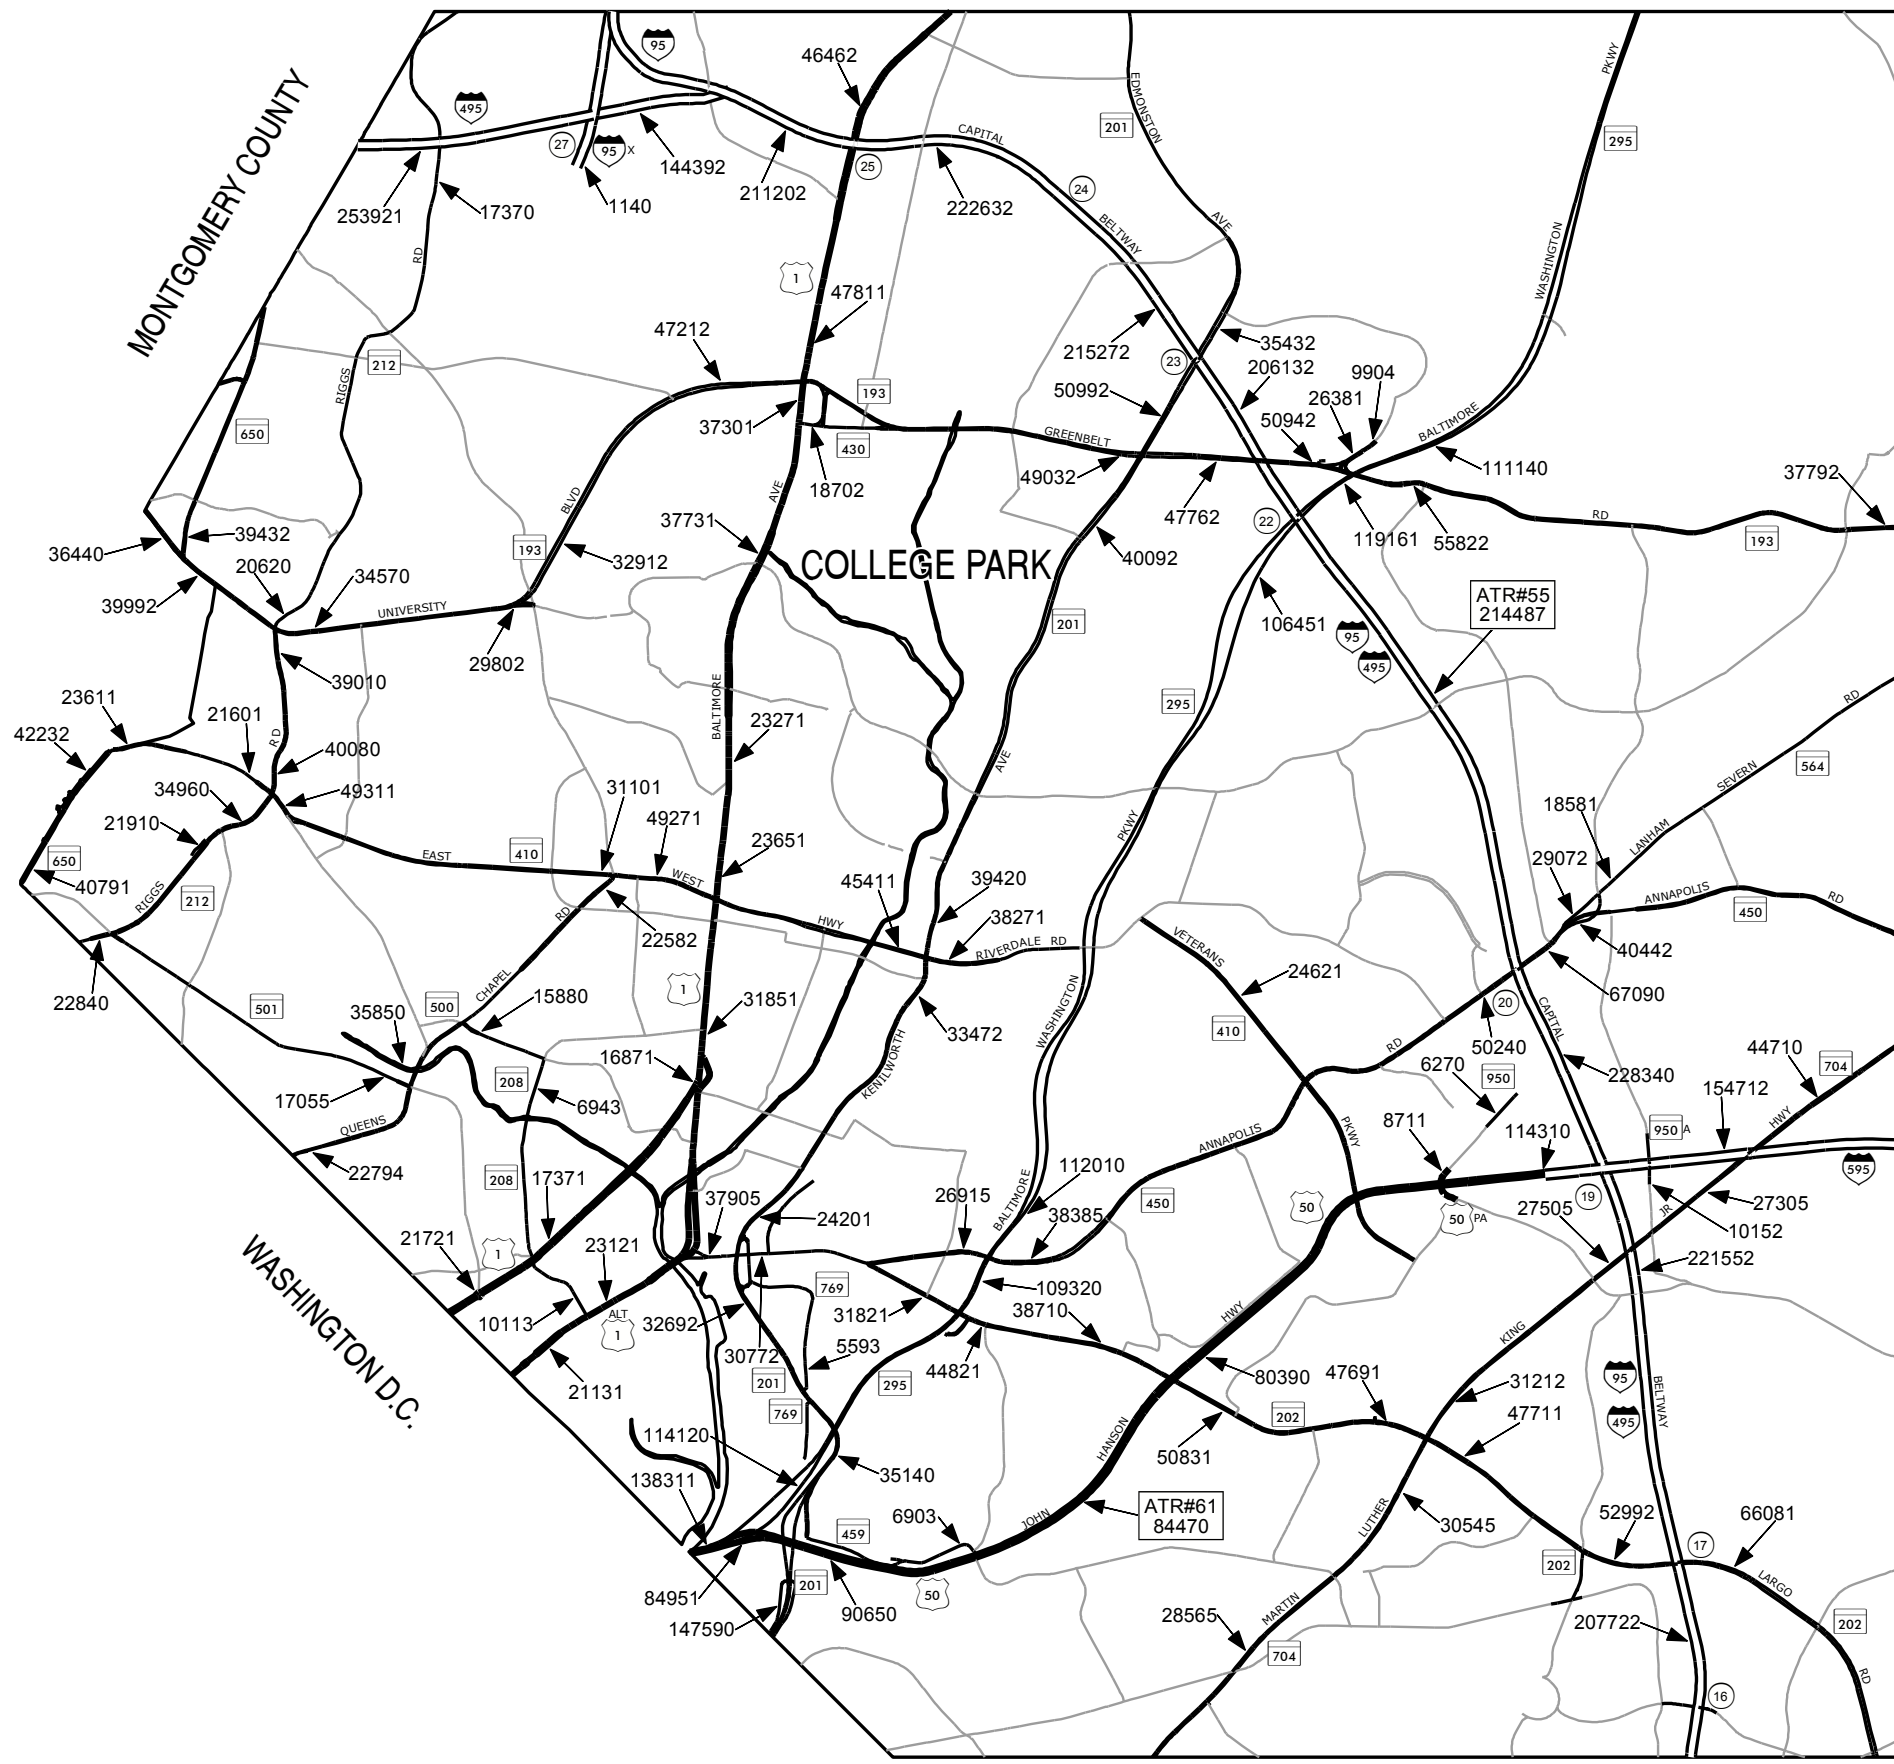 95
46462
MONTGOMERY COUNTY
495
27
95
X
144392
211202
25
CAPITAL
222632
24
201
EDMONSTON
PKWY
295
253921
17370
1140
RD
BELTWAY
AVE
WASHINGTON
1
47811
47212
215272
23
35432
206132
9904
212
RIGGS
193
50992
26381
50942
BALTIMORE
650
37301
430
GREENBELT
111140
49032
47762
37792
BLVD
AVE
18702
37731
COLLEGE PARK
22
119161
55822
RD
193
36440
39432
20620
34570
193
32912
40092
39992
UNIVERSITY
201
106451
95
495
ATR#55
214487
29802
39010
23611
21601
42232
RD
BALTIMORE
23271
295
RD
40080
AVE
SEVERN
564
34960
49311
31101
21910
49271
23651
PKWY
18581
LANHAM
650
EAST
410
WEST
29072
40791
RIGGS
212
45411
39420
ANNAPOLIS
450
RD
RD
22582
HWY
38271
RIVERDALE RD
VETERANS
40442
22840
CHAPEL
1
24621
67090
501
35850
500
15880
31851
WASHINGTON
410
20
CAPITAL
33472
RD
50240
16871
KENILWORTH
6270
950
228340
44710
704
17055
208
6943
QUEENS
PKWY
8711
114310
154712
HWY
950
A
22794
208
17371
ANNAPOLIS
595
37905
26915
BALTIMORE
112010
38385
450
50
50
PA
19
27505
JR
27305
24201
10152
21721
1
23121
221552
WASHINGTON D.C.
769
109320
10113
ALT
1
32692
31821
38710
HWY
KING
30772
5593
44821
80390
47691
31212
95
BELTWAY
21131
201
295
769
202
47711
495
114120
50831
HANSON
138311
35140
6903
JOHN
ATR#61
84470
LUTHER
30545
52992
66081
459
17
202
84951
201
90650
50
LARGO
147590
28565
MARTIN
207722
202
704
RD
16